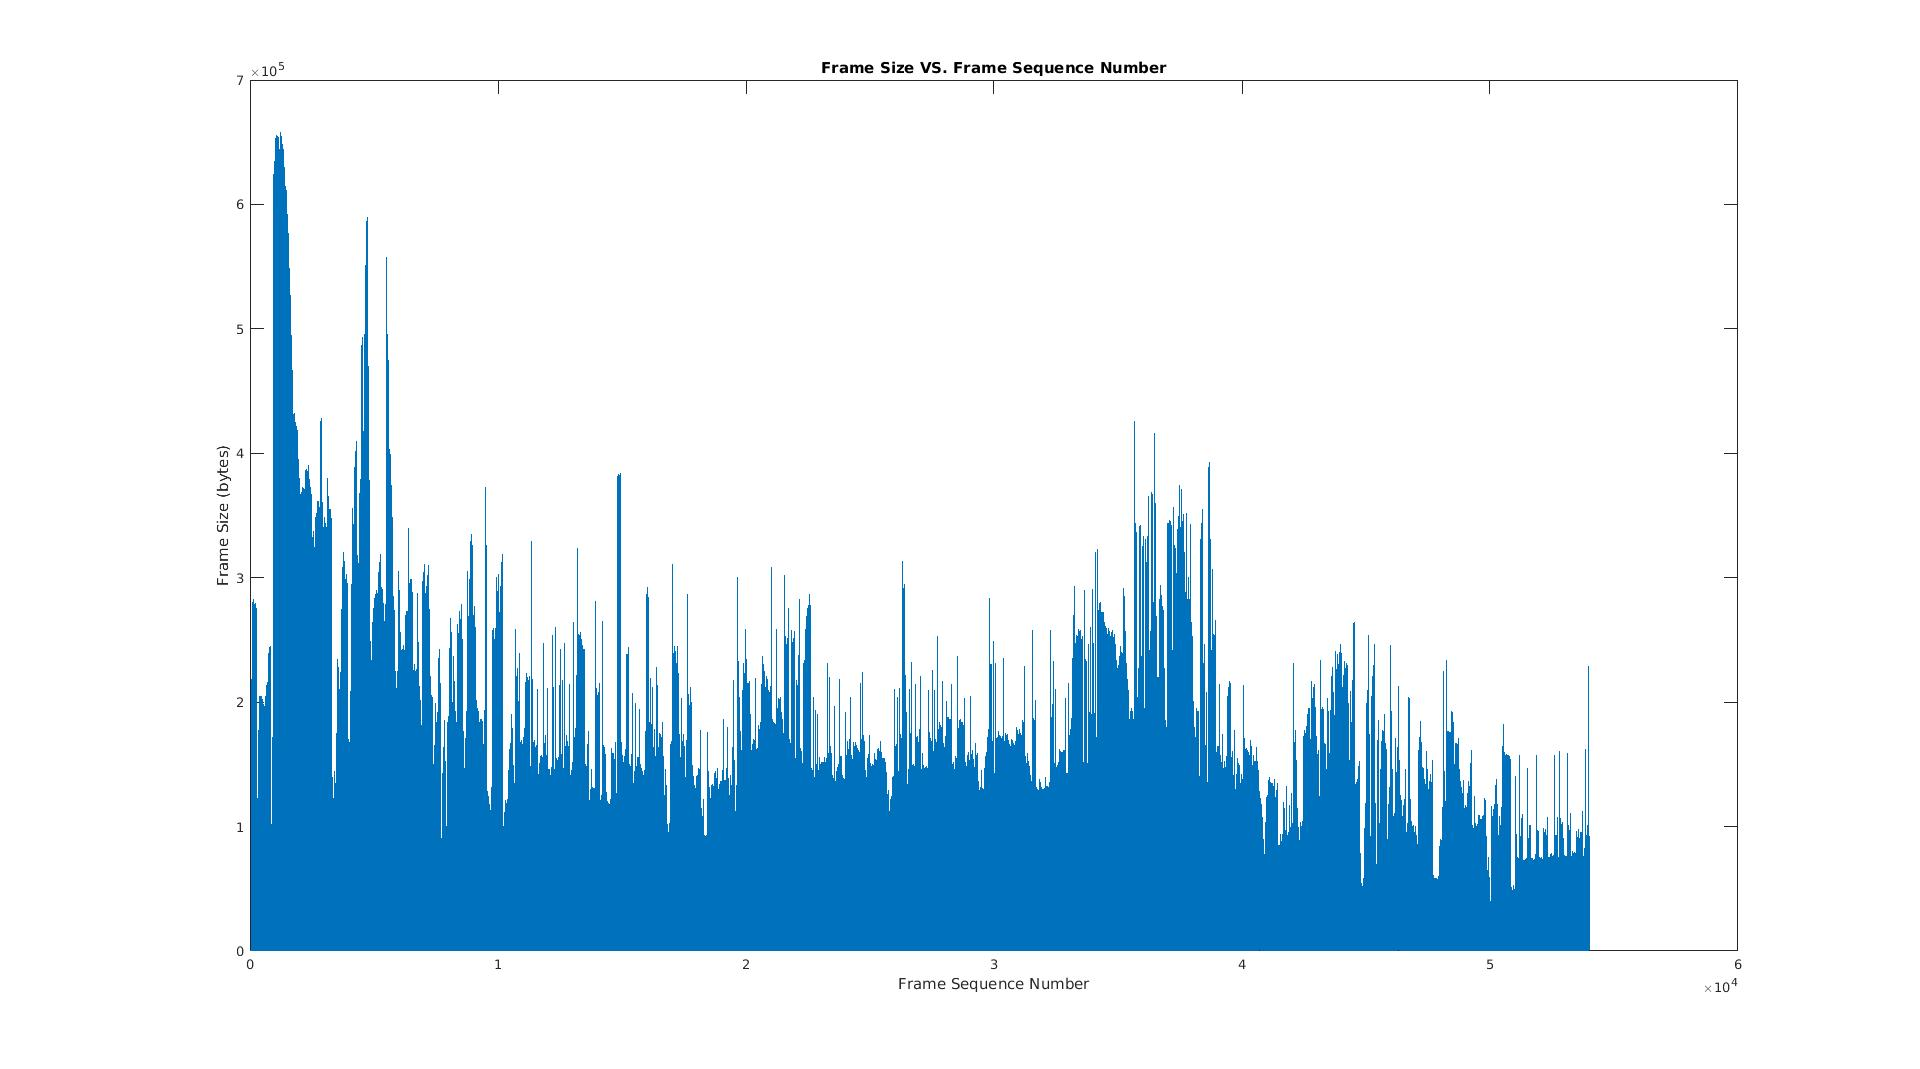 Frame Size VS. Frame Sequence Number
×10^5
7
6
5
4
3
2
1
0
Frame Size (bytes)
0 1 2 3 4 5 6
Frame Sequence Number
×10^4